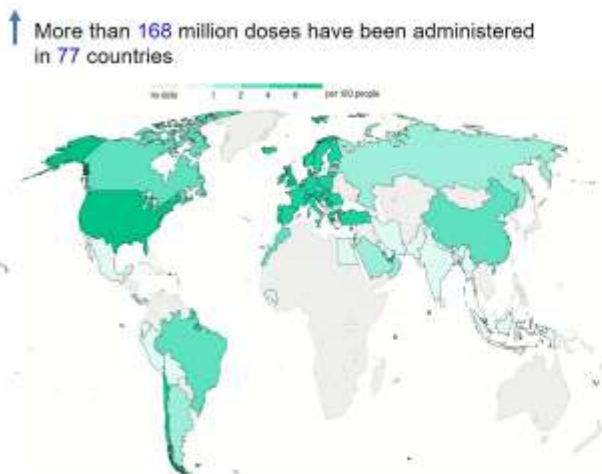 More than 168 million doses have been administered
in 77 countries
no data 1 2 4 6 per 100 people